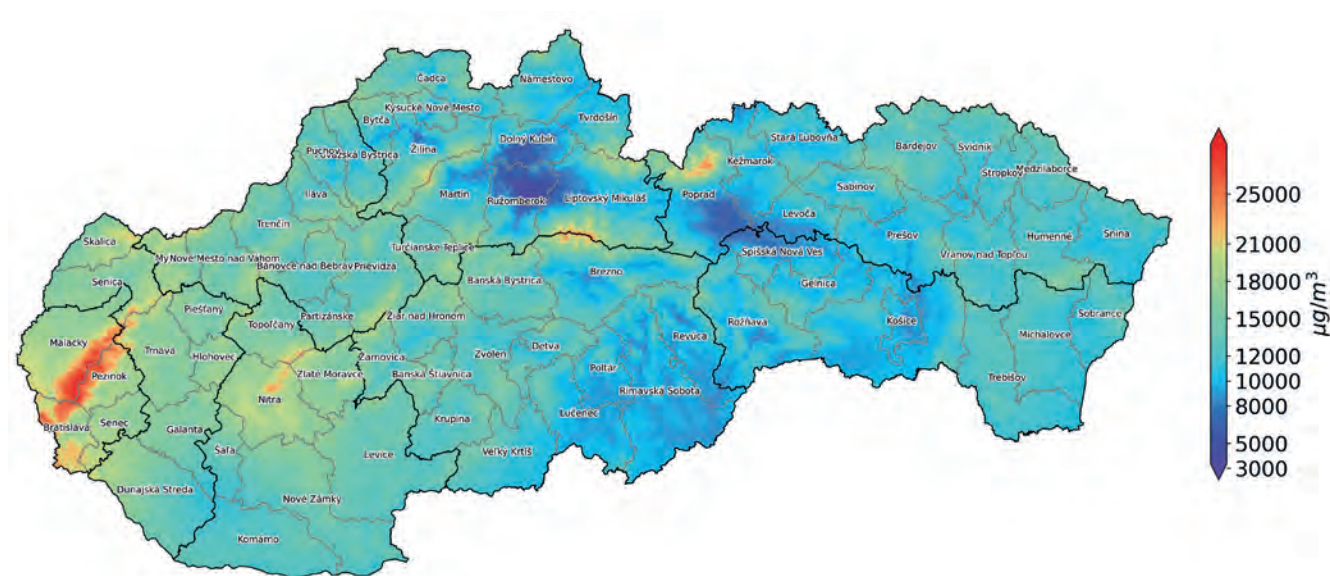 Čadca
Námestovo
Kysucké Nové Mesto
Bytča
Tvrdošín
Dolný Kubín
Žilina
Púchov
Považská Bystrica
Stará Ľubovňa
Kežmarok
Bardejov
Svidník
Stropkov
Medzilaborce
Ilava
Martin
Ružomberok
Liptovský Mikuláš
Poprad
Sabinov
Levoča
Prešov
Humenné
Snina
Trenčín
Skalica
Turčianske Teplice
Spišská Nová Ves
Vranov nad Topľou
My
Nové Mesto nad Váhom
Bánovce nad Bebrav
Prievidza
Senica
Banská Bystrica
Brezno
Gelnica
Piešťany
Partizánske
Topoľčany
Žiar nad Hronom
Rožňava
Košice
Sobrance
Malacky
Trnava
Hlohovec
Žarnovica
Zvolen
Detva
Revúca
Michalovce
Pezinok
Zlaté Moravce
Banská Štiavnica
Poltár
Rimavská Sobota
Trebišov
Nitra
Bratislava
Senec
Galanta
Krupina
Lučenec
Šaľa
Levice
Veľký Krtíš
Dunajská Streda
Nové Zámky
Komárno
25000
21000
18000
15000
12000
10000
8000
5000
3000
µg/m³